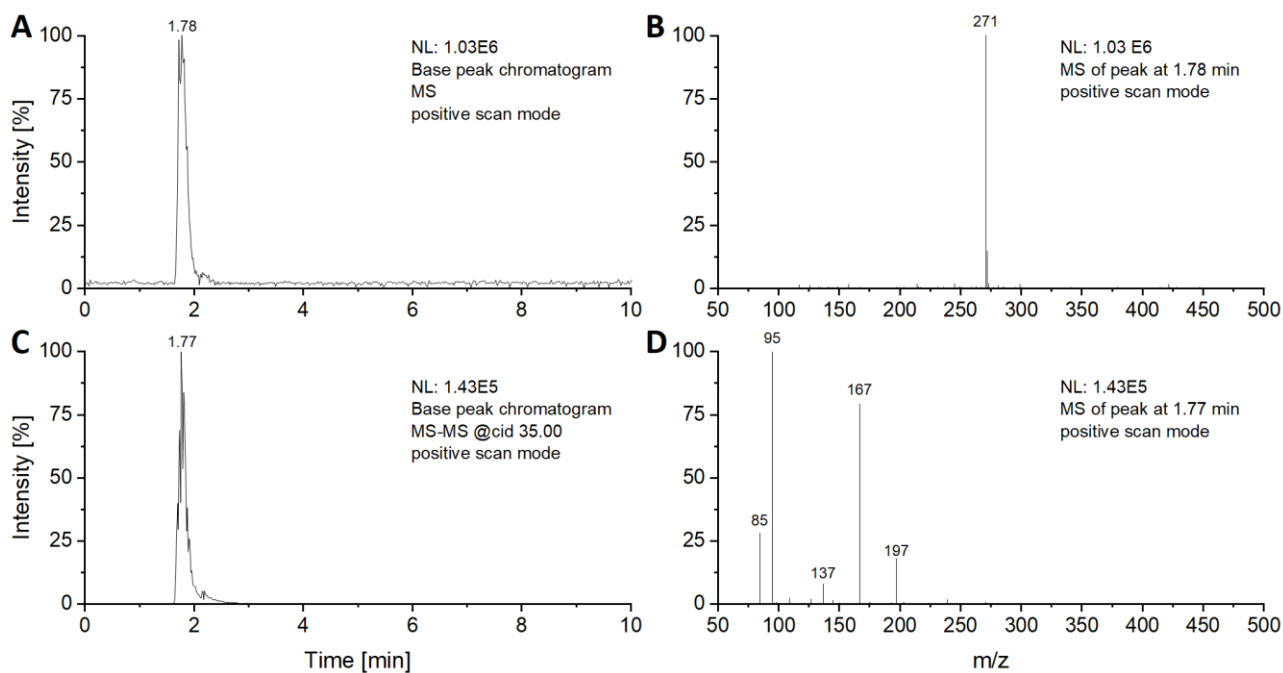 A
1.78
NL: 1.03E6
Base peak chromatogram
MS
positive scan mode
Intensity [%]
100
75
50
25
0
0 2 4 6 8 10
B
271
NL: 1.03 E6
MS of peak at 1.78 min
positive scan mode
100
75
50
25
0
50 100 150 200 250 300 350 400 450 500
C
1.77
NL: 1.43E5
Base peak chromatogram
MS-MS @cid 35.00
positive scan mode
Intensity [%]
100
75
50
25
0
0 2 4 6 8 10
Time [min]
D
95
167
85
137
197
NL: 1.43E5
MS of peak at 1.77 min
positive scan mode
100
75
50
25
0
50 100 150 200 250 300 350 400 450 500
m/z